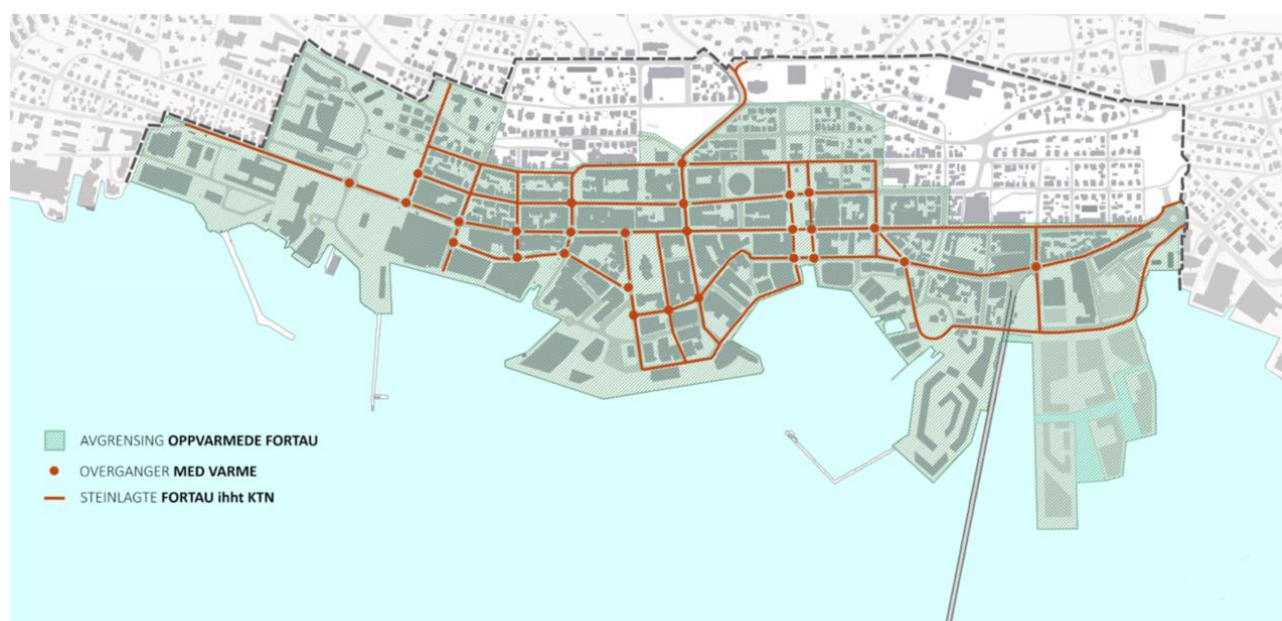 AVGRENSING OPPVARMEDE FORTAU
OVERGANGER MED VARME
STEINLAGTE FORTAU ihht KTN